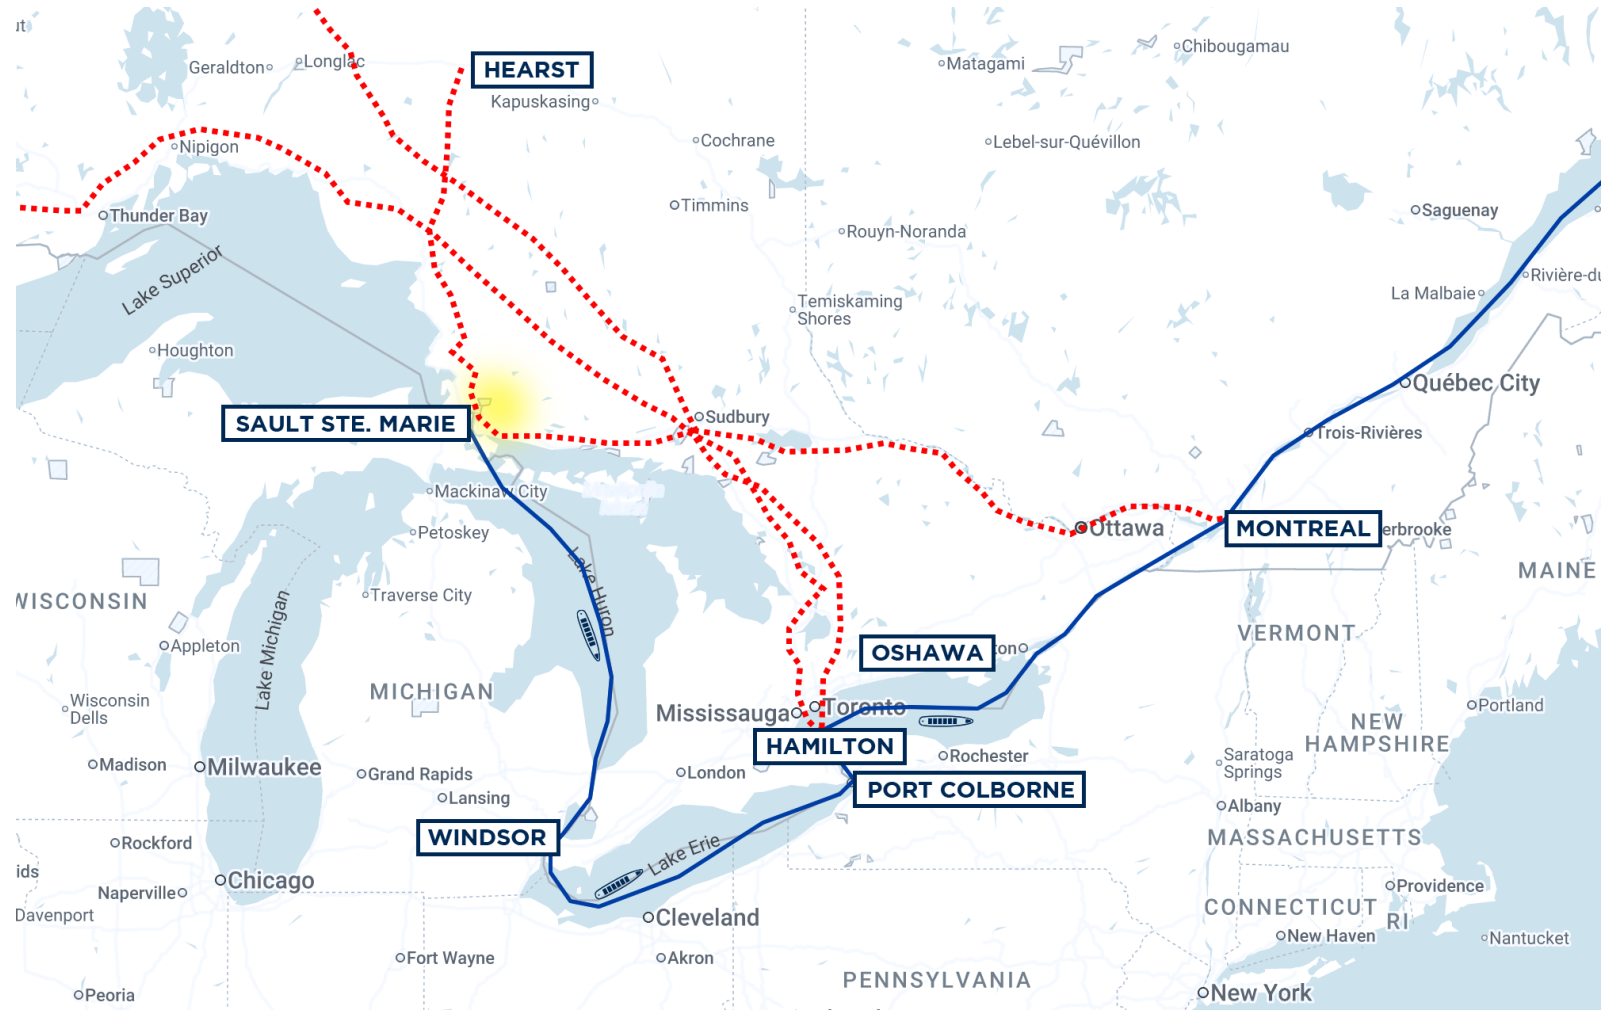 ut
Geraldton
Longlac
HEARST
Kapuskasing
Chibougamau
Matagami
Nipigon
Cochrane
Lebel-sur-Quévillon
Thunder Bay
Timmins
Saguenay
Rouyn-Noranda
Lake Superior
Rivière-du
La Malbaie
Temiskaming
Shores
Houghton
Québec City
SAULT STE. MARIE
Sudbury
Trois-Rivières
Mackinaw City
Petoskey
Ottawa
MONTREAL
erbrooke
MAINE
WISCONSIN
Traverse City
Lake Michigan
Lake Huron
VERMONT
Appleton
OSHAWA
ton
MICHIGAN
Wisconsin
Dells
Mississauga
Toronto
Portland
NEW
HAMPSHIRE
HAMILTON
Rochester
Saratoga
Springs
Madison
Milwaukee
Grand Rapids
London
Lansing
PORT COLBORNE
Albany
WINDSOR
MASSACHUSETTS
Rockford
Lake Erie
ids
Chicago
Naperville
Providence
Davenport
Cleveland
CONNECTICUT
RI
New Haven
Nantucket
Fort Wayne
Akron
PENNSYLVANIA
Peoria
New York